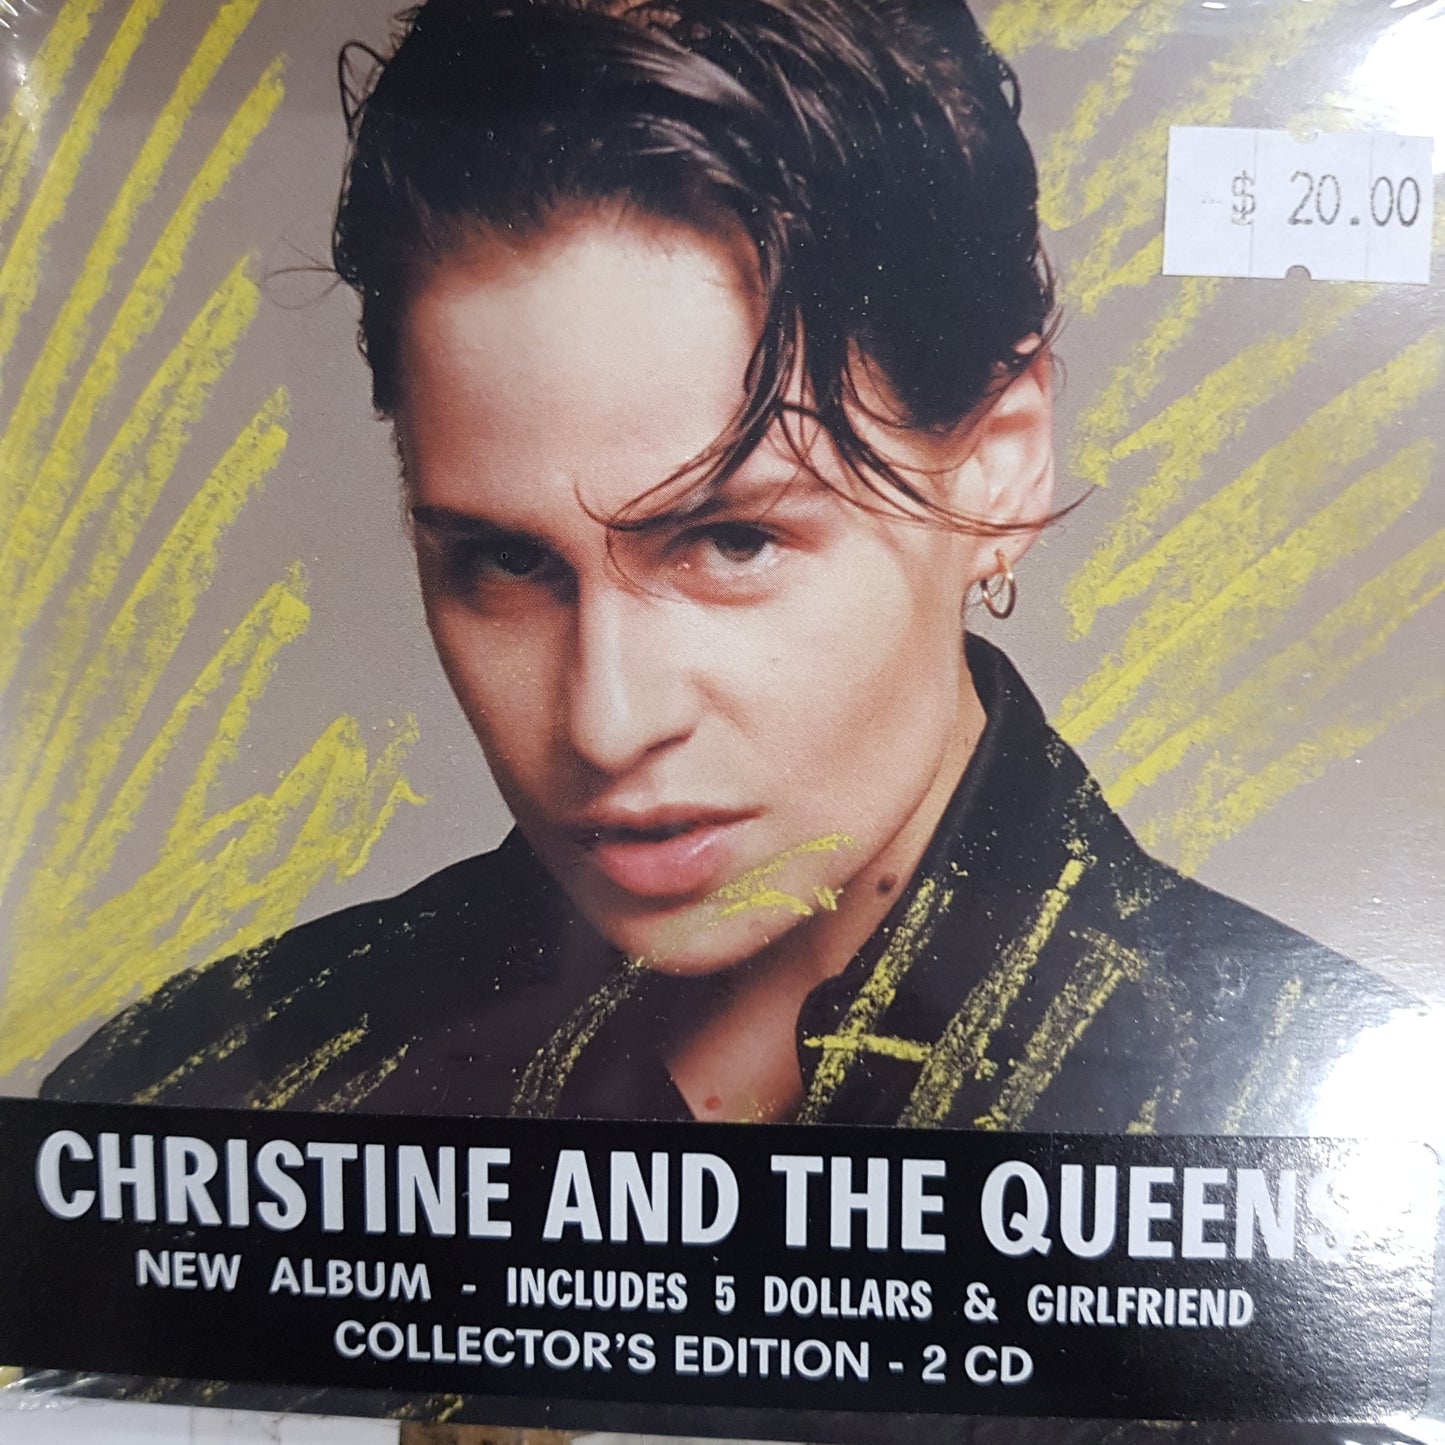 $ 20.00
CHRISTINE AND THE QUEENS
NEW ALBUM - INCLUDES 5 DOLLARS & GIRLFRIEND
COLLECTOR'S EDITION - 2 CD